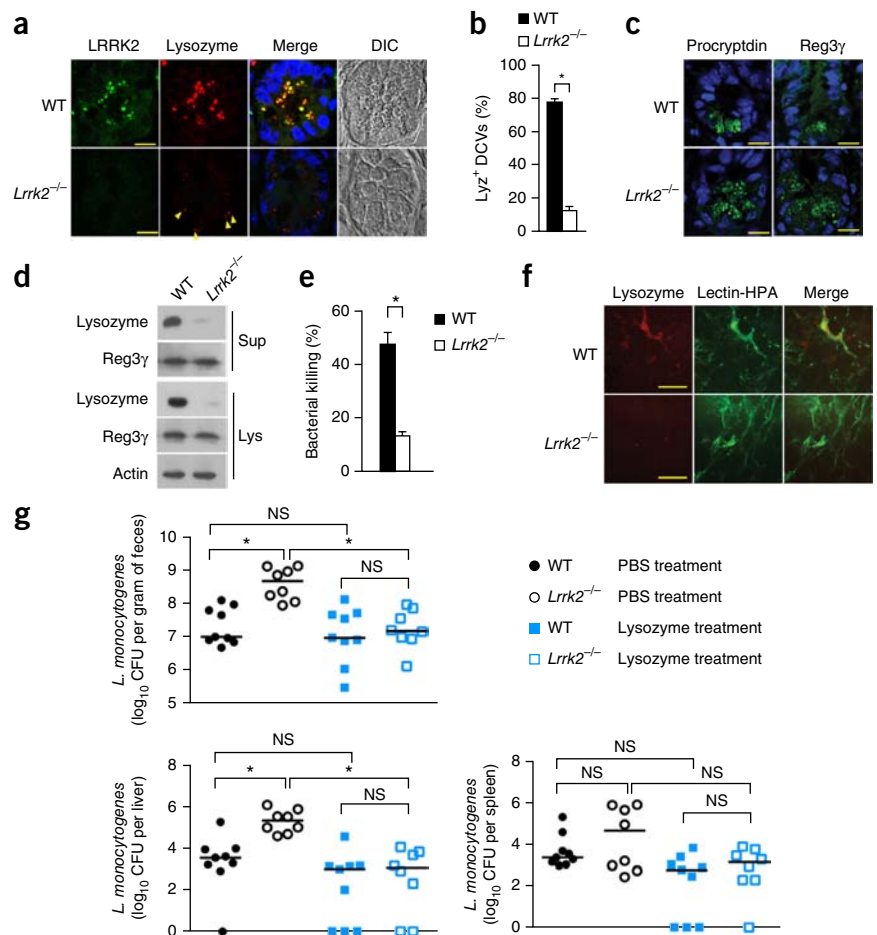 a
LRRK2 Lysozyme Merge DIC
WT
Lrrk2–/–
b
WT
Lrrk2–/–
*
100
80
60
40
20
0
Lyz+ DCVs (%)
c
Procryptdin Reg3γ
WT
Lrrk2–/–
d
WT Lrrk2–/–
Lysozyme
Reg3γ
Sup
Lysozyme
Reg3γ
Actin
Lys
e
60
40
20
0
Bacterial killing (%)
*
WT
Lrrk2–/–
f
Lysozyme Lectin-HPA Merge
WT
Lrrk2–/–
g
NS
* *
NS
10
9
8
7
6
5
L. monocytogenes
(log10 CFU per gram of feces)
WT PBS treatment
Lrrk2–/– PBS treatment
WT Lysozyme treatment
Lrrk2–/– Lysozyme treatment
NS
* *
NS
8
6
4
2
0
L. monocytogenes
(log10 CFU per liver)
NS
NS NS
NS
8
6
4
2
0
L. monocytogenes
(log10 CFU per spleen)